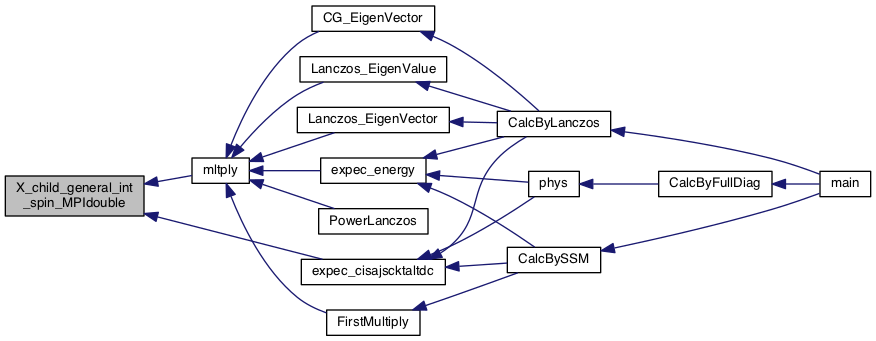 X_child_general_int
_spin_MPIdouble
mltply
CG_EigenVector
Lanczos_EigenValue
Lanczos_EigenVector
expec_energy
PowerLanczos
expec_cisajscktaltdc
FirstMultiply
CalcByLanczos
phys
CalcBySSM
CalcByFullDiag
main